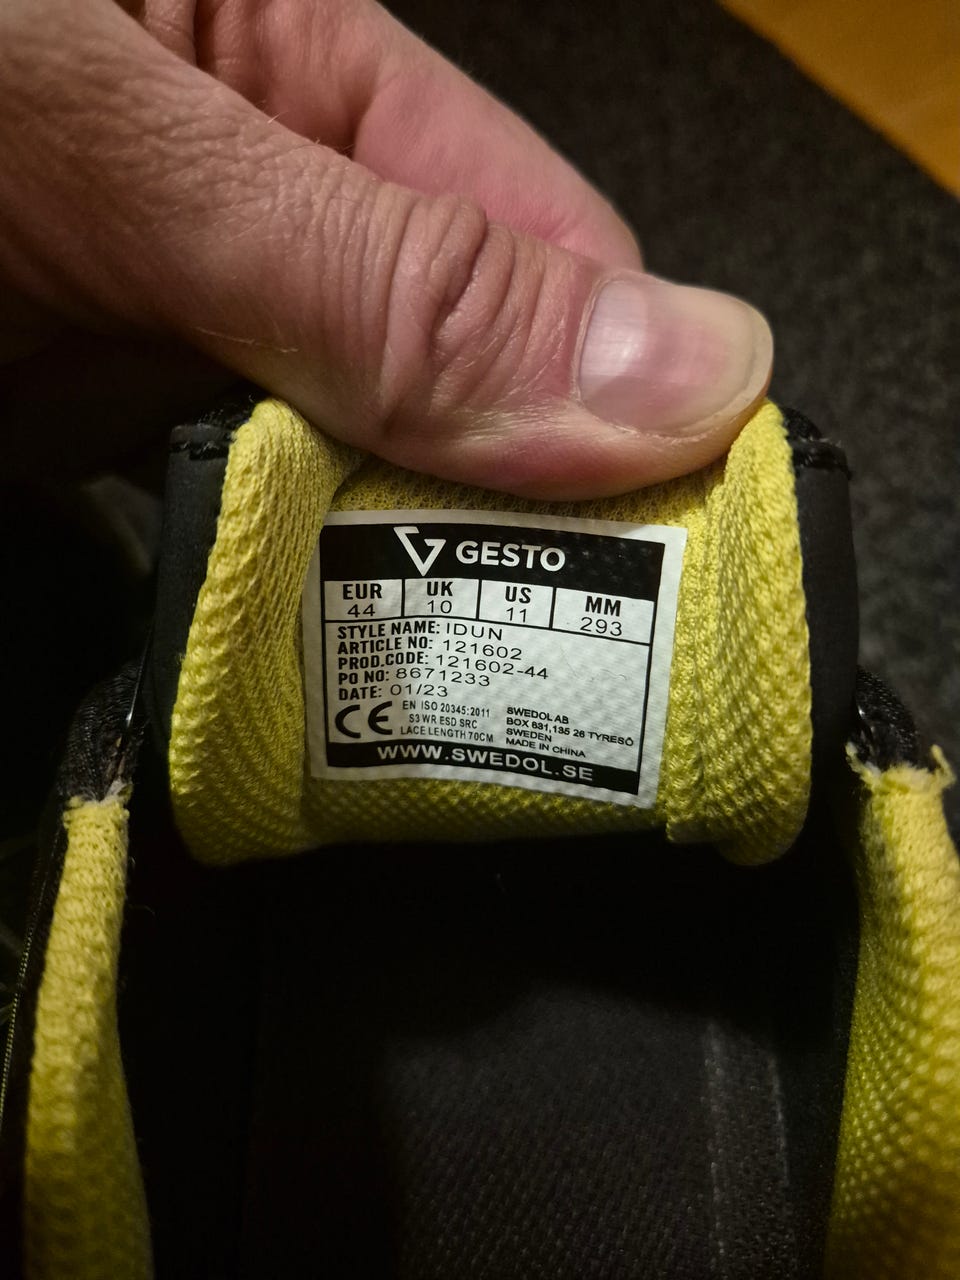 GESTO
EUR UK US MM
44 10 11 293
STYLE NAME: IDUN
ARTICLE NO: 121602
PROD.CODE: 121602-44
PO NO: 8671233
DATE: 01/23
CE
EN ISO 20345:2011
S3 WR ESD SRC
LACE LENGTH 70CM
SWEDOL AB
BOX 631,135 26 TYRESÖ
SWEDEN
MADE IN CHINA
WWW.SWEDOL.SE